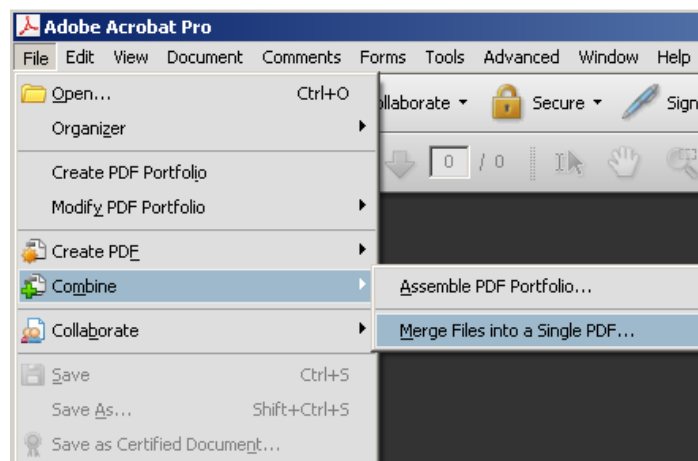 Adobe Acrobat Pro
File Edit View Document Comments Forms Tools Advanced Window Help
Open... Ctrl+O
Organizer
Create PDF Portfolio
Modify PDF Portfolio
Create PDF
Combine
Collaborate
Save Ctrl+S
Save As... Shift+Ctrl+S
Save as Certified Document...
ollaborate Secure Sign
0 / 0
Assemble PDF Portfolio...
Merge Files into a Single PDF...